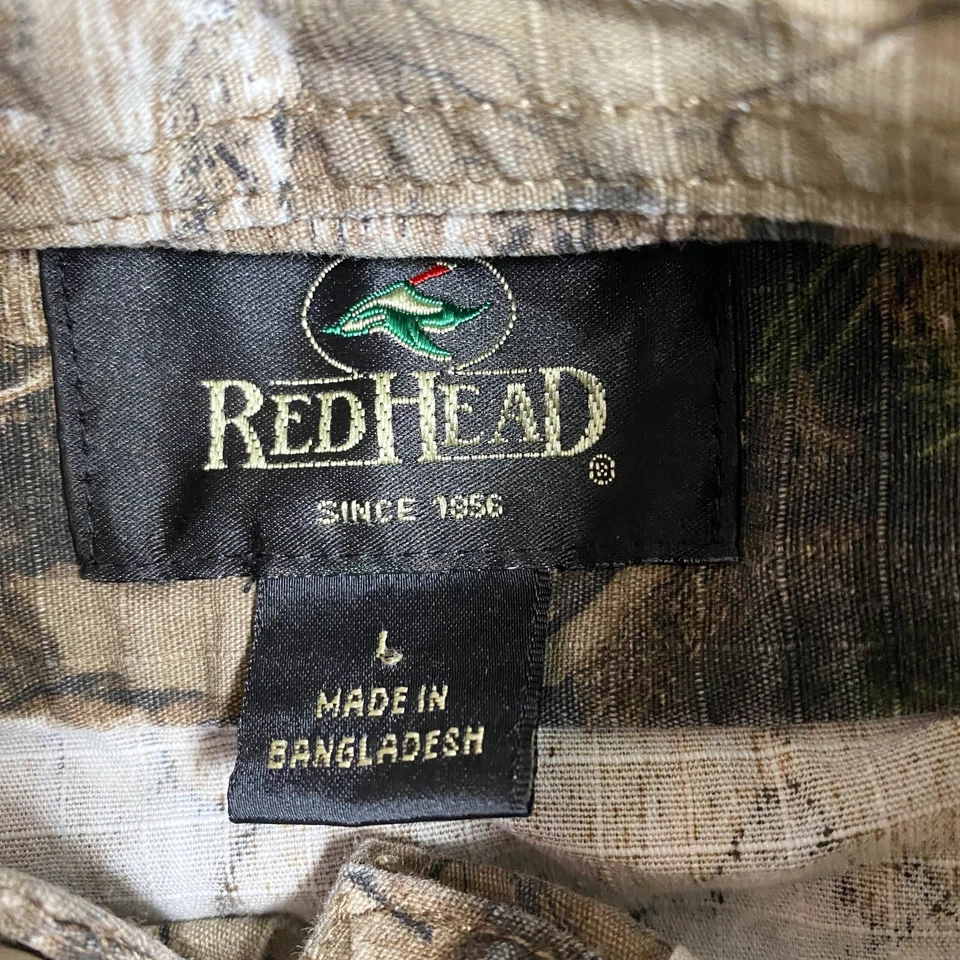 REDHEAD®
SINCE 1856
L
MADE IN
BANGLADESH